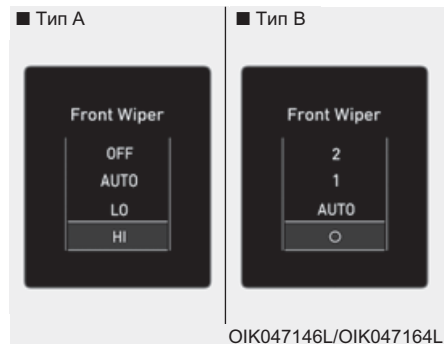 ■ Тип А
Front Wiper
OFF
AUTO
LO
HI
■ Тип В
Front Wiper
2
1
AUTO
O
OIK047146L/OIK047164L